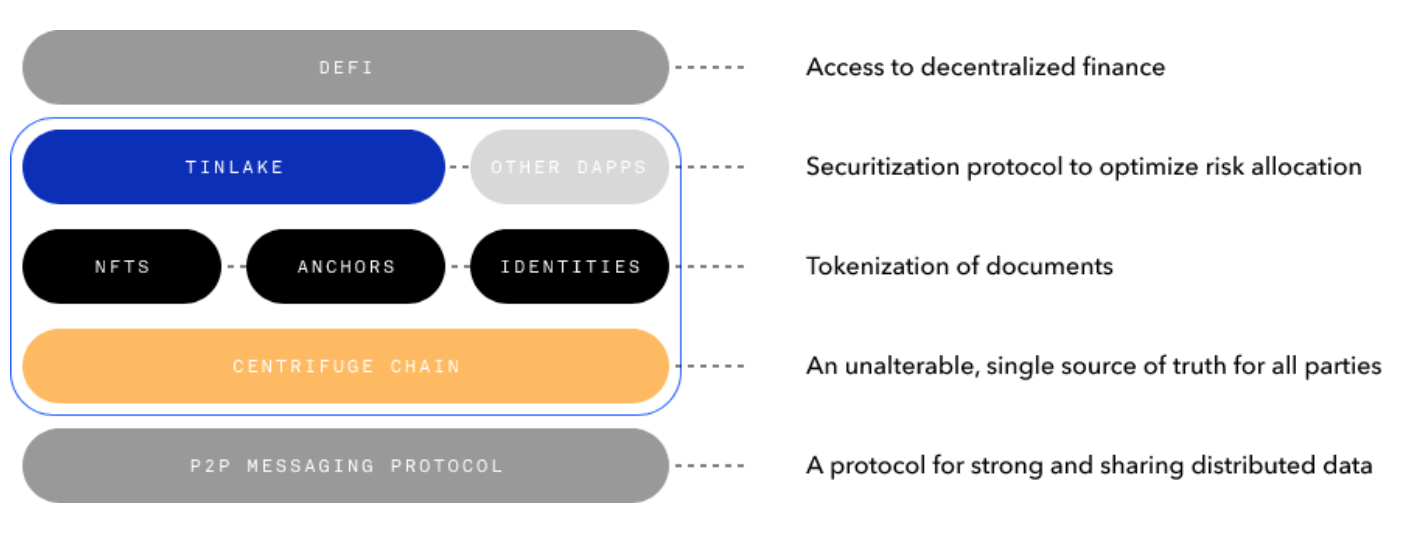 DEFI
Access to decentralized finance
TINLAKE
OTHER DAPPS
Securitization protocol to optimize risk allocation
NFTS
ANCHORS
IDENTITIES
Tokenization of documents
CENTRIFUGE CHAIN
An unalterable, single source of truth for all parties
P2P MESSAGING PROTOCOL
A protocol for strong and sharing distributed data